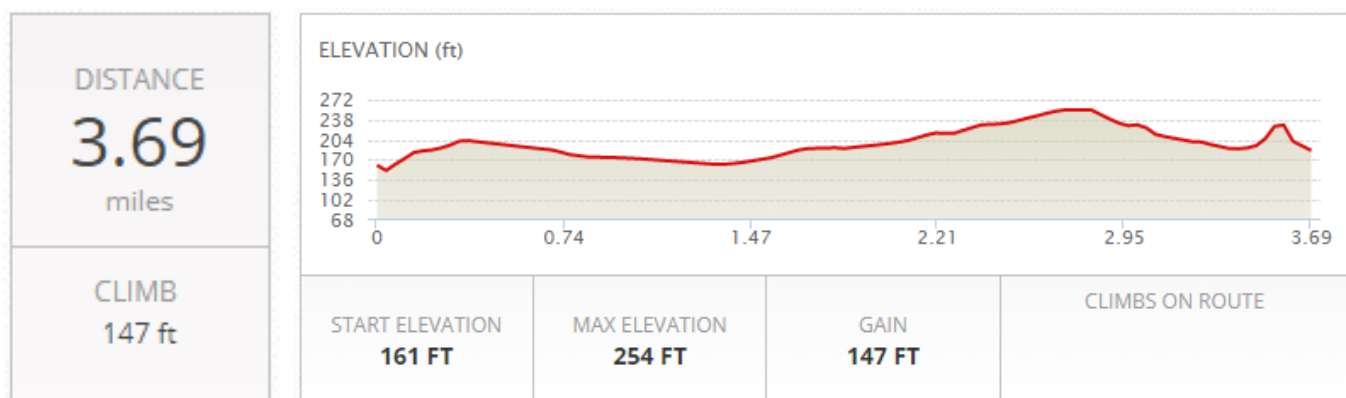 DISTANCE
3.69
miles
CLIMB
147 ft
ELEVATION (ft)
272
238
204
170
136
102
68
0 0.74 1.47 2.21 2.95 3.69
START ELEVATION
161 FT
MAX ELEVATION
254 FT
GAIN
147 FT
CLIMBS ON ROUTE